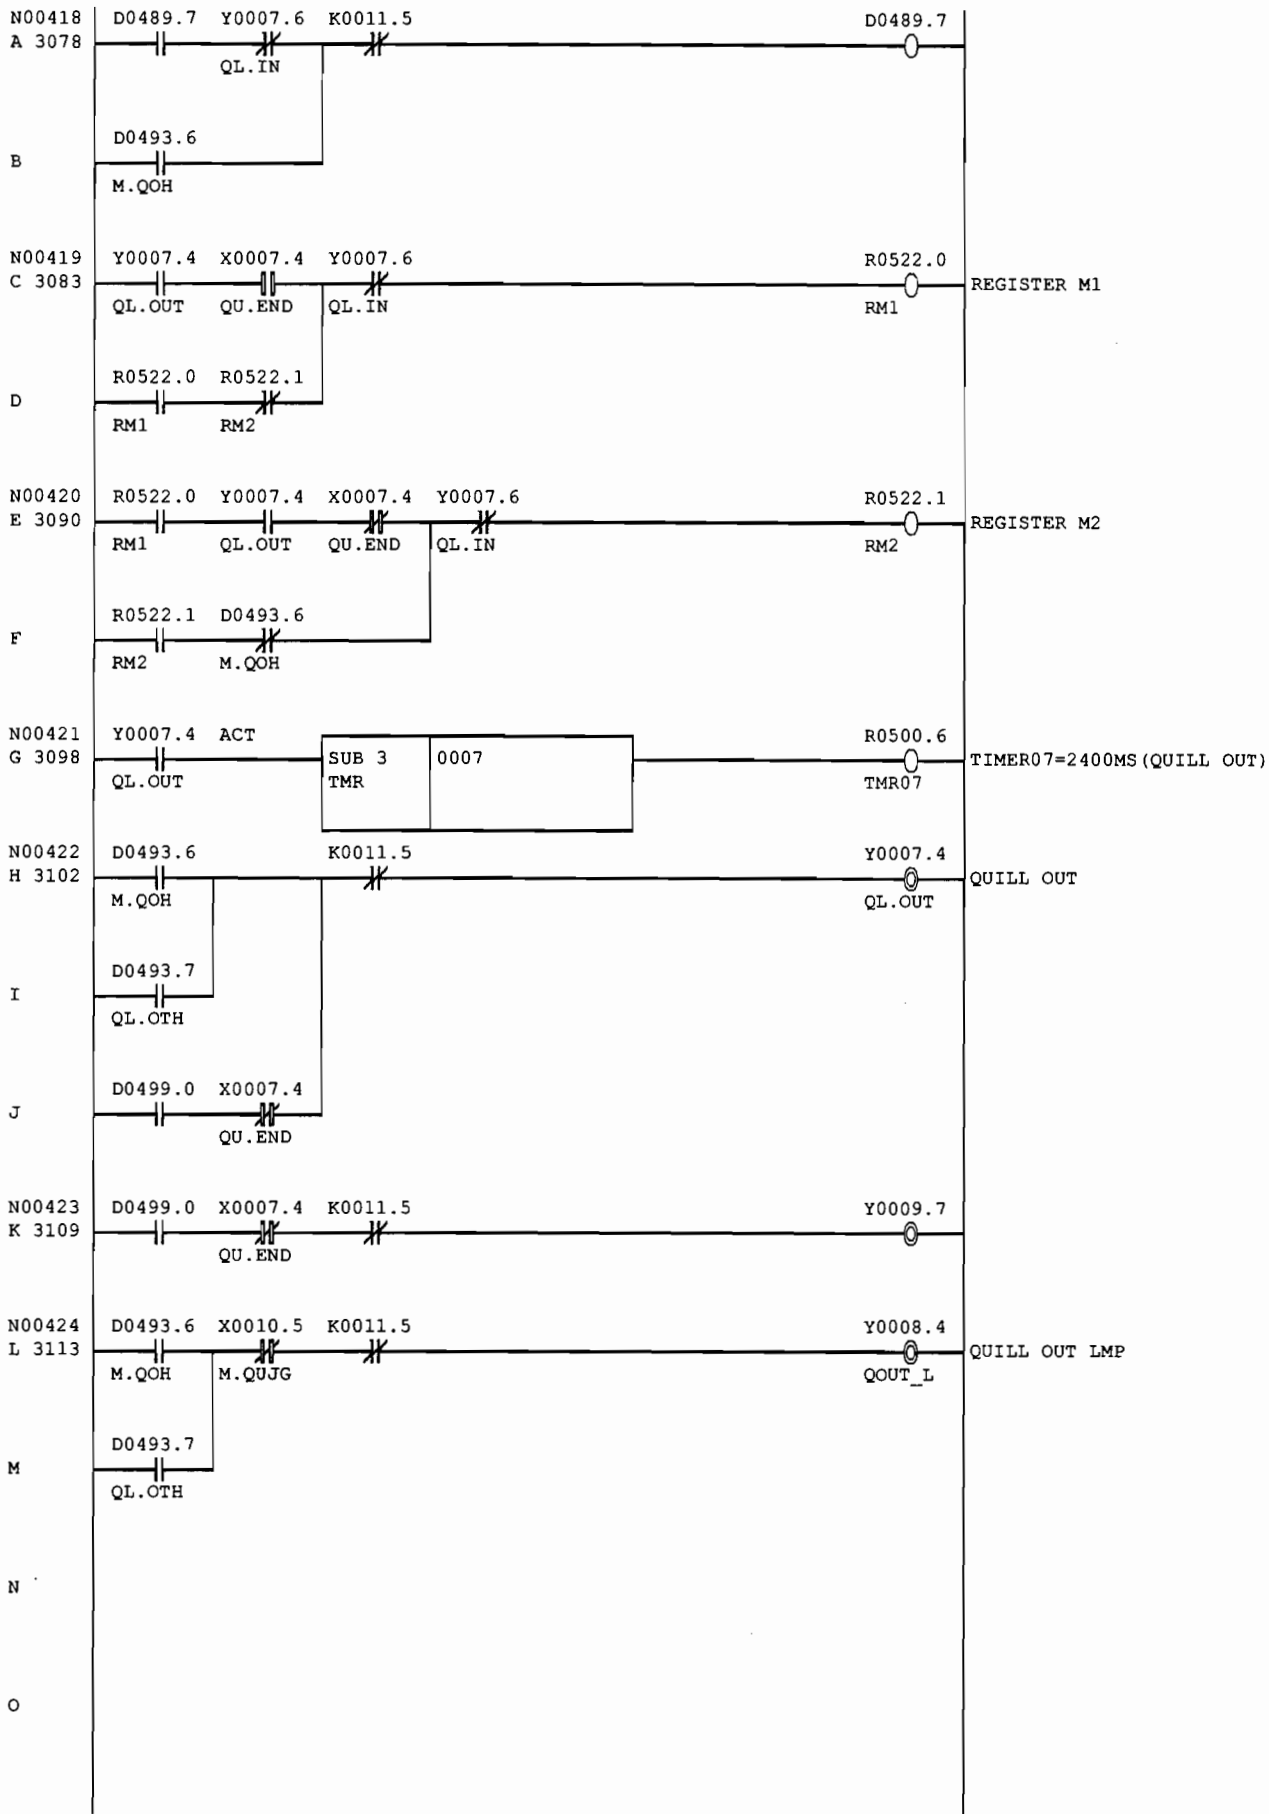 N00418 D0489.7 Y0007.6 K0011.5 D0489.7
A 3078
QL.IN
D0493.6
B
M.QOH
N00419 Y0007.4 X0007.4 Y0007.6 R0522.0
C 3083 REGISTER M1
QL.OUT QU.END QL.IN RM1
R0522.0 R0522.1
D
RM1 RM2
N00420 R0522.0 Y0007.4 X0007.4 Y0007.6 R0522.1
E 3090 REGISTER M2
RM1 QL.OUT QU.END QL.IN RM2
R0522.1 D0493.6
F
RM2 M.QOH
N00421 Y0007.4 ACT R0500.6
G 3098 SUB 3 0007 TIMER07=2400MS(QUILL OUT)
QL.OUT TMR TMR07
N00422 D0493.6 K0011.5 Y0007.4
H 3102 QUILL OUT
M.QOH QL.OUT
D0493.7
I
QL.OTH
D0499.0 X0007.4
J
QU.END
N00423 D0499.0 X0007.4 K0011.5 Y0009.7
K 3109
QU.END
N00424 D0493.6 X0010.5 K0011.5 Y0008.4
L 3113 QUILL OUT LMP
M.QOH M.QUJG QOUT_L
D0493.7
M
QL.OTH
N
O